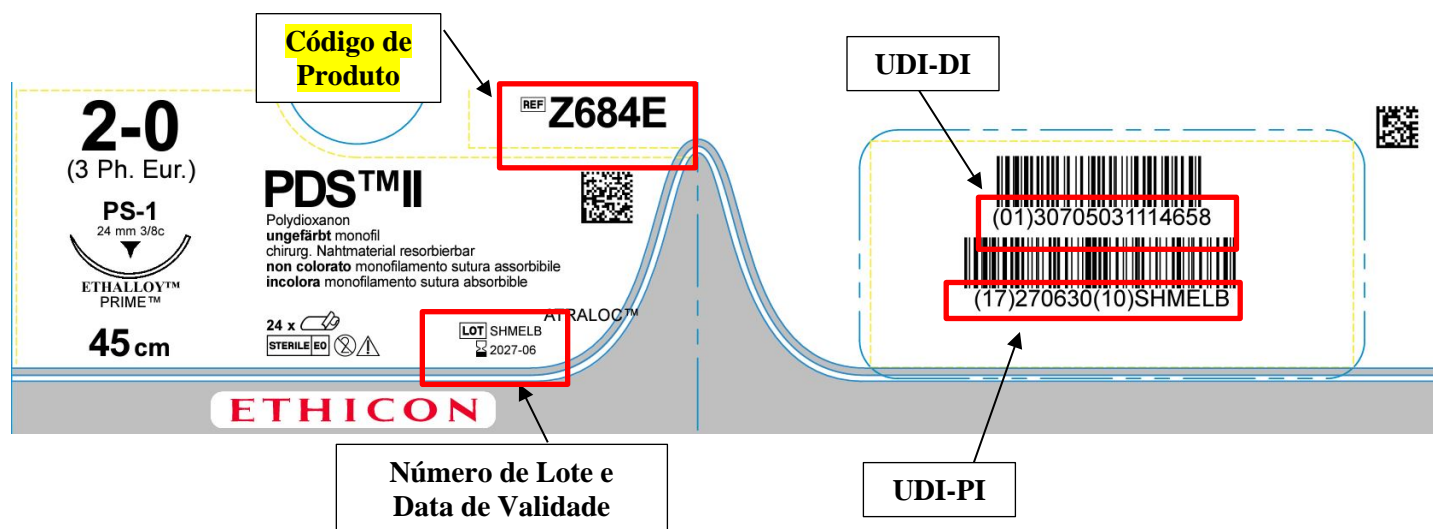 Código de
Produto
UDI-DI
2-0
(3 Ph. Eur.)
REF Z684E
PS-1
24 mm 3/8c
ETHALLOY™
PRIME™
45 cm
PDS™II
Polydioxanon
ungefärbt monofil
chirurg. Nahtmaterial resorbierbar
non colorato monofilamento sutura assorbibile
incolora monofilamento sutura absorbible
ATRALOC™
24 x
STERILE EO
LOT SHMELB
2027-06
(01)30705031114658
(17)270630(10)SHMELB
ETHICON
Número de Lote e
Data de Validade
UDI-PI